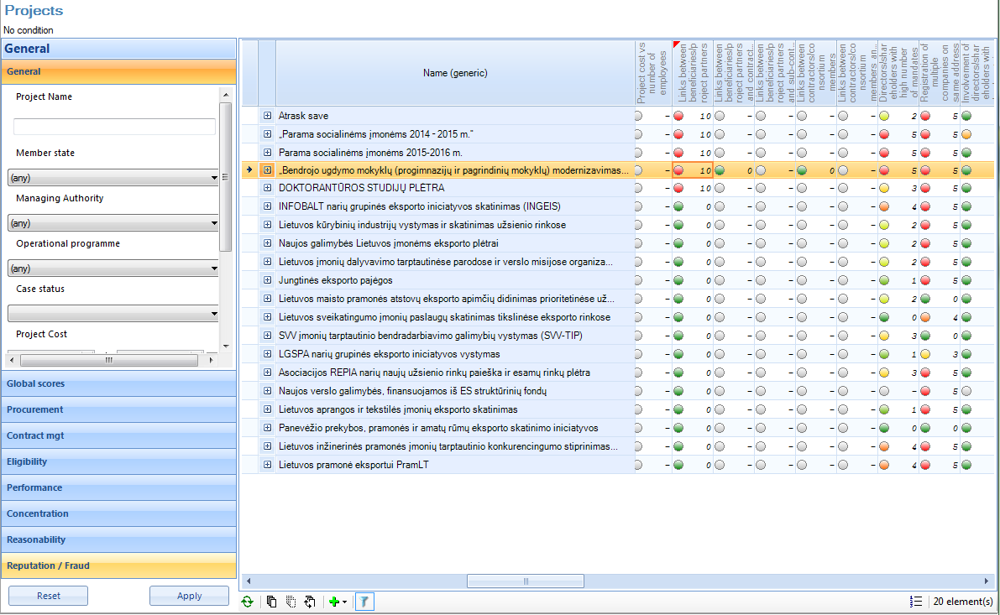 Projects
No condition
General
General
Project Name
Member state
(any)
Managing Authority
(any)
Operational programme
(any)
Case status
Project Cost
Global scores
Procurement
Contract mgt
Eligibility
Performance
Concentration
Reasonability
Reputation / Fraud
Reset
Apply
Name (generic)
Project cost vs
number of
employees
Links between
beneficiaries/p
roject partners
Links between
beneficiaries/p
roject partners
and contract...
Links between
beneficiaries/p
roject partners
and sub-cont...
Links between
contractors/co
nsortium
members
Links between
contractors/co
nsortium
members an...
Directors/shar
eholders with
high number
of mandates
Registration of
multiple
companies on
same address
Involvement of
directors/shar
eholders with
Atrask save - 10 - - - - 2 5
„Parama socialinėms įmonėms 2014 - 2015 m.“ - 10 - - - - 5 5
Parama socialinėms įmonėms 2015-2016 m. - 10 - - - - 5 5
„Bendrojo ugdymo mokyklų (progimnazijų ir pagrindinių mokyklų) modernizavimas... - 10 0 - 0 - 5 5
DOKTORANTŪROS STUDIJŲ PLĖTRA - 10 - - - - 3 5
INFOBALT narių grupinės eksporto iniciatyvos skatinimas (INGEIS) - 0 - - - - 4 5
Lietuvos kūrybinių industrijų vystymas ir skatinimas užsienio rinkose - 0 - - - - 2 5
Naujos galimybės Lietuvos įmonėms eksporto plėtrai - 0 - - - - 2 5
Lietuvos įmonių dalyvavimo tarptautinėse parodose ir verslo misijose organiza... - 0 - - - - 2 5
Jungtinės eksporto pajėgos - 0 - - - - 1 5
Lietuvos maisto pramonės atstovų eksporto apimčių didinimas prioritetinėse už... - 0 - - - - 2 0
Lietuvos sveikatingumo įmonių paslaugų skatinimas tikslinėse eksporto rinkose - 0 - - - - 0 4
SVV įmonių tarptautinio bendradarbiavimo galimybių vystymas (SVV-TIP) - 0 - - - - 3 0
LGSPA narių grupinės eksporto iniciatyvos vystymas - 0 - - - - 1 3
Asociacijos REPIA narių naujų užsienio rinkų paieška ir esamų rinkų plėtra - 0 - - - - 3 5
Naujos verslo galimybės, finansuojamos iš ES struktūrinių fondų - 0 - - - - - 5
Lietuvos aprangos ir tekstilės įmonių eksporto skatinimas - 0 - - - - 1 5
Panevėžio prekybos, pramonės ir amatų rūmų eksporto skatinimo iniciatyvos - 0 - - - - 0 0
Lietuvos inžinerinės pramonės įmonių tarptautinio konkurencingumo stiprinimas... - 0 - - - - 4 5
Lietuvos pramonė eksportui PramLT - 0 - - - - 4 5
20 element(s)